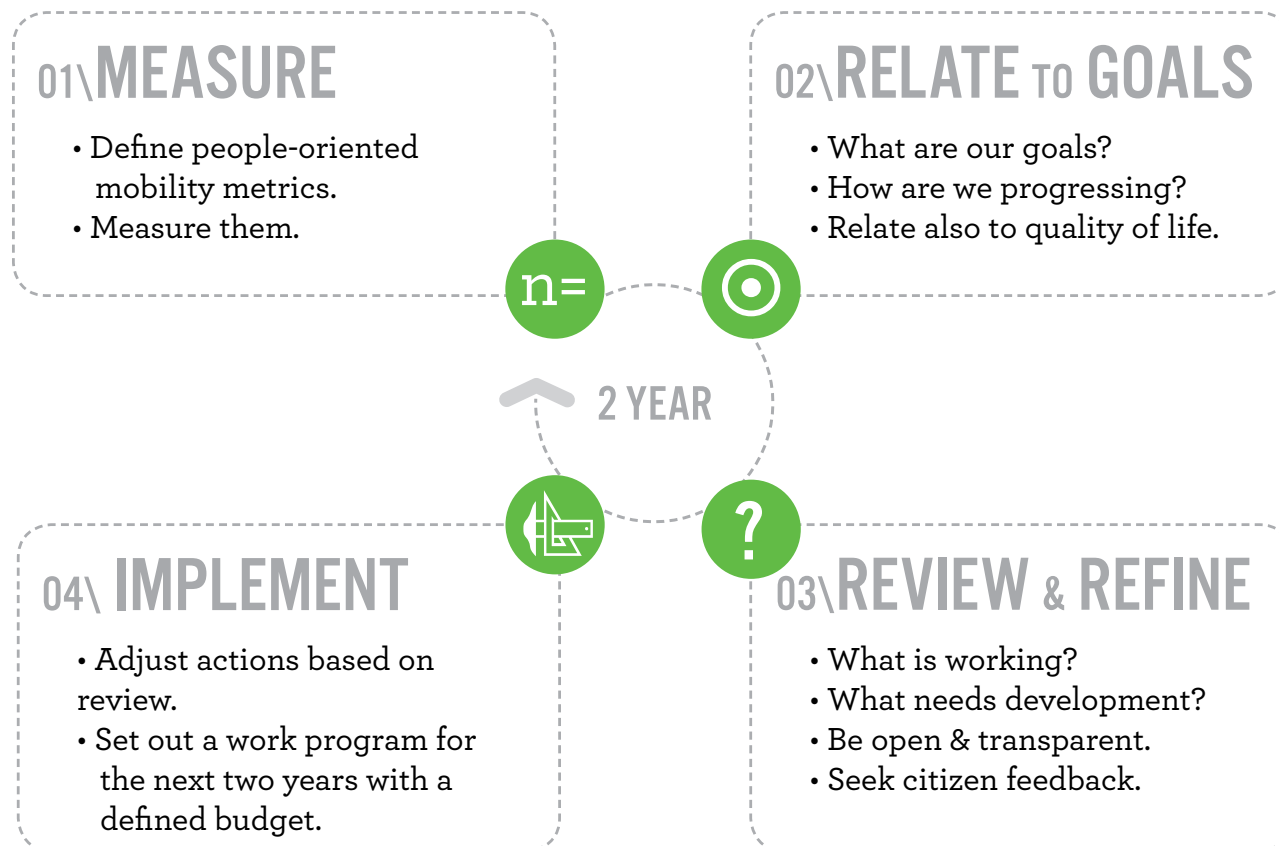 01\MEASURE
• Define people-oriented
mobility metrics.
• Measure them.
02\RELATE TO GOALS
• What are our goals?
• How are we progressing?
• Relate also to quality of life.
n=
2 YEAR
?
04\ IMPLEMENT
• Adjust actions based on
review.
• Set out a work program for
the next two years with a
defined budget.
03\REVIEW & REFINE
• What is working?
• What needs development?
• Be open & transparent.
• Seek citizen feedback.